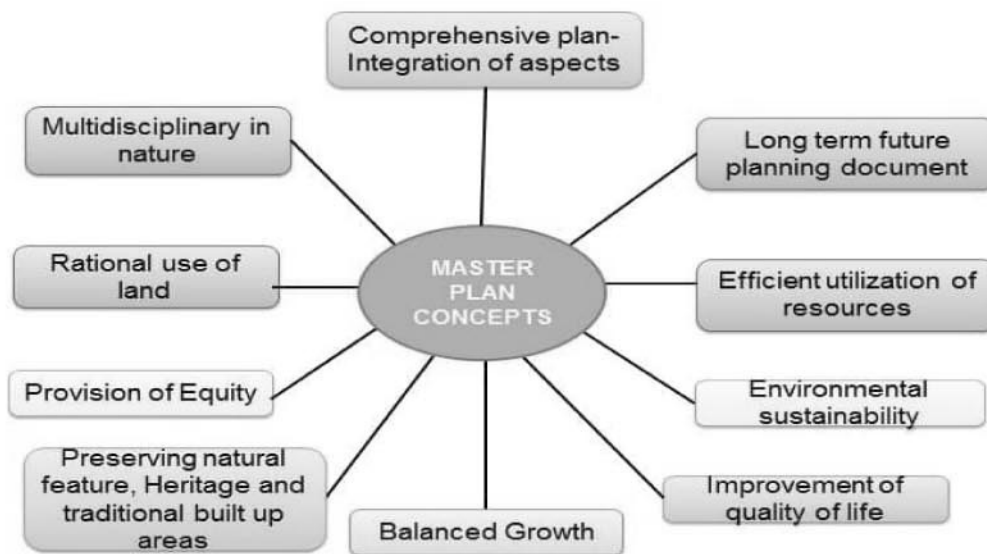 Comprehensive plan-
Integration of aspects
Multidisciplinary in
nature
Long term future
planning document
MASTER
PLAN
CONCEPTS
Rational use of
land
Efficient utilization of
resources
Provision of Equity
Environmental
sustainability
Preserving natural
feature, Heritage and
traditional built up
areas
Balanced Growth
Improvement of
quality of life